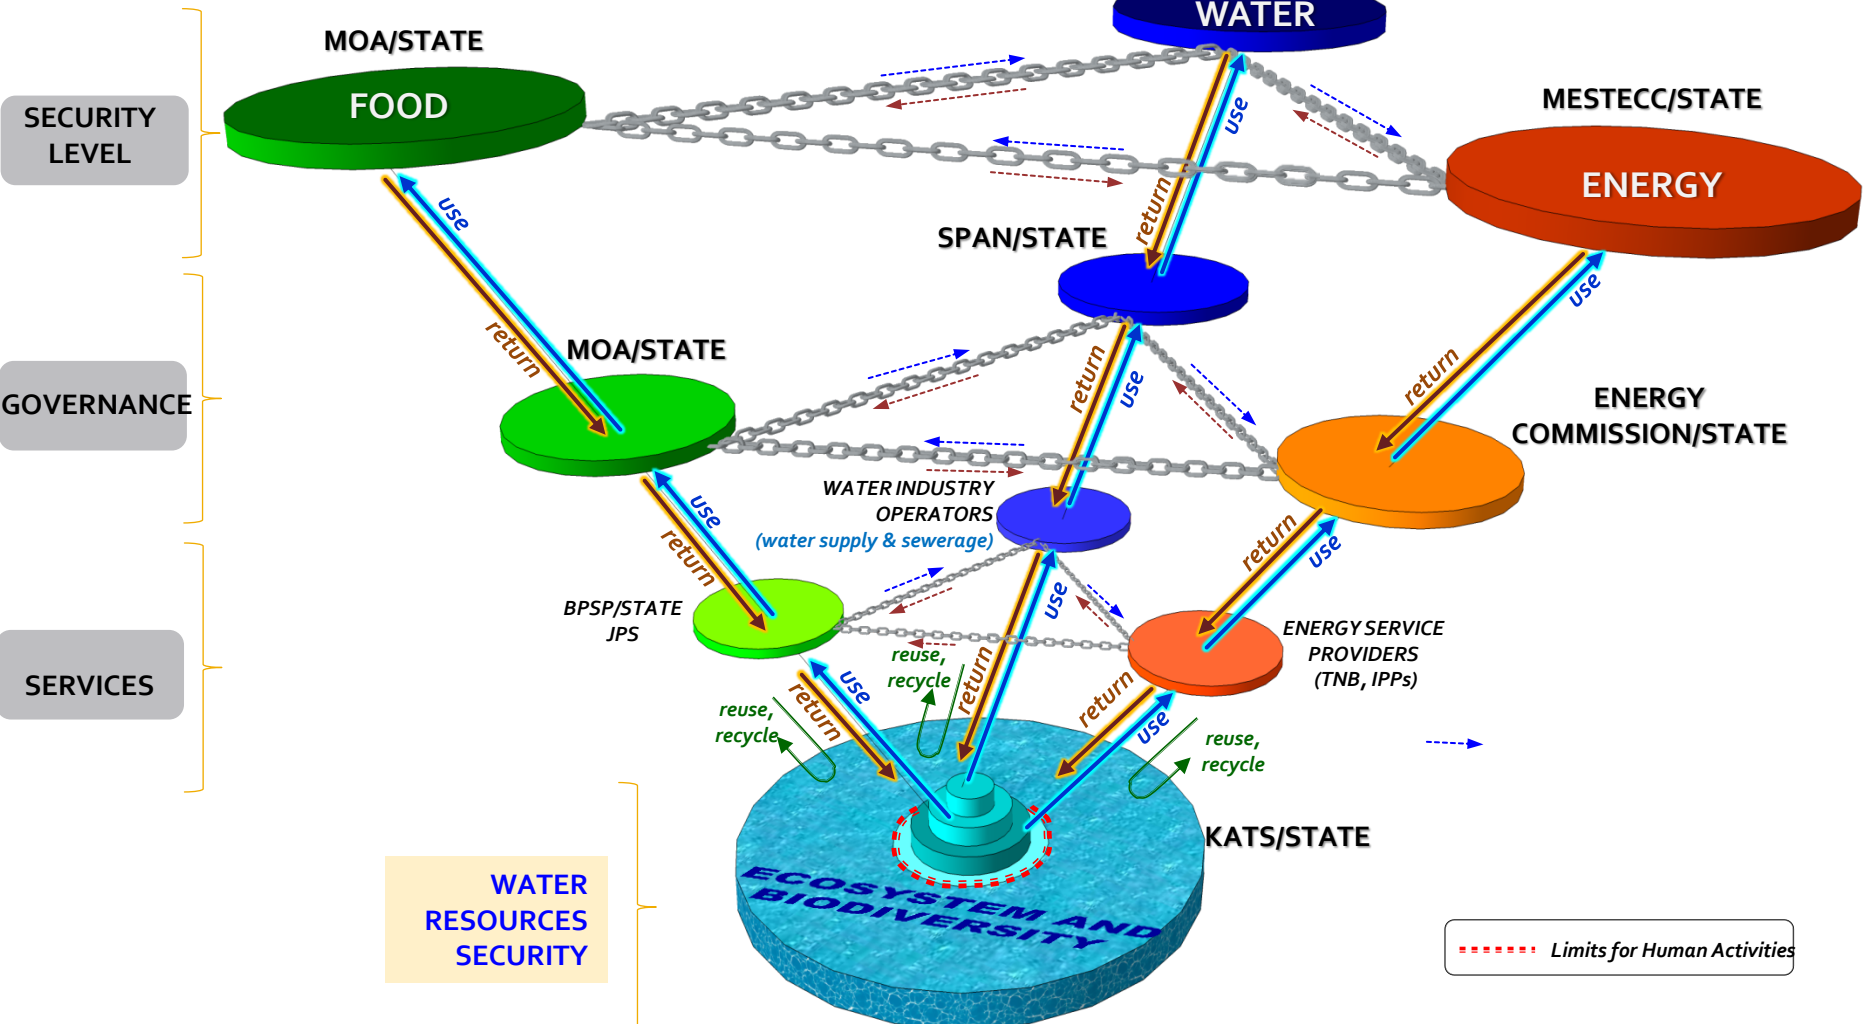 WATER
MOA/STATE
FOOD
MESTECC/STATE
ENERGY
SECURITY
LEVEL
use
return
use
return
use
return
SPAN/STATE
MOA/STATE
GOVERNANCE
ENERGY
COMMISSION/STATE
return
use
WATER INDUSTRY
OPERATORS
(water supply & sewerage)
use
return
return
use
BPSP/STATE
JPS
ENERGY SERVICE
PROVIDERS
(TNB, IPPs)
SERVICES
use
return
reuse,
recycle
return
use
return
use
reuse,
recycle
reuse,
recycle
KATS/STATE
ECOSYSTEM AND
BIODIVERSITY
WATER
RESOURCES
SECURITY
Limits for Human Activities